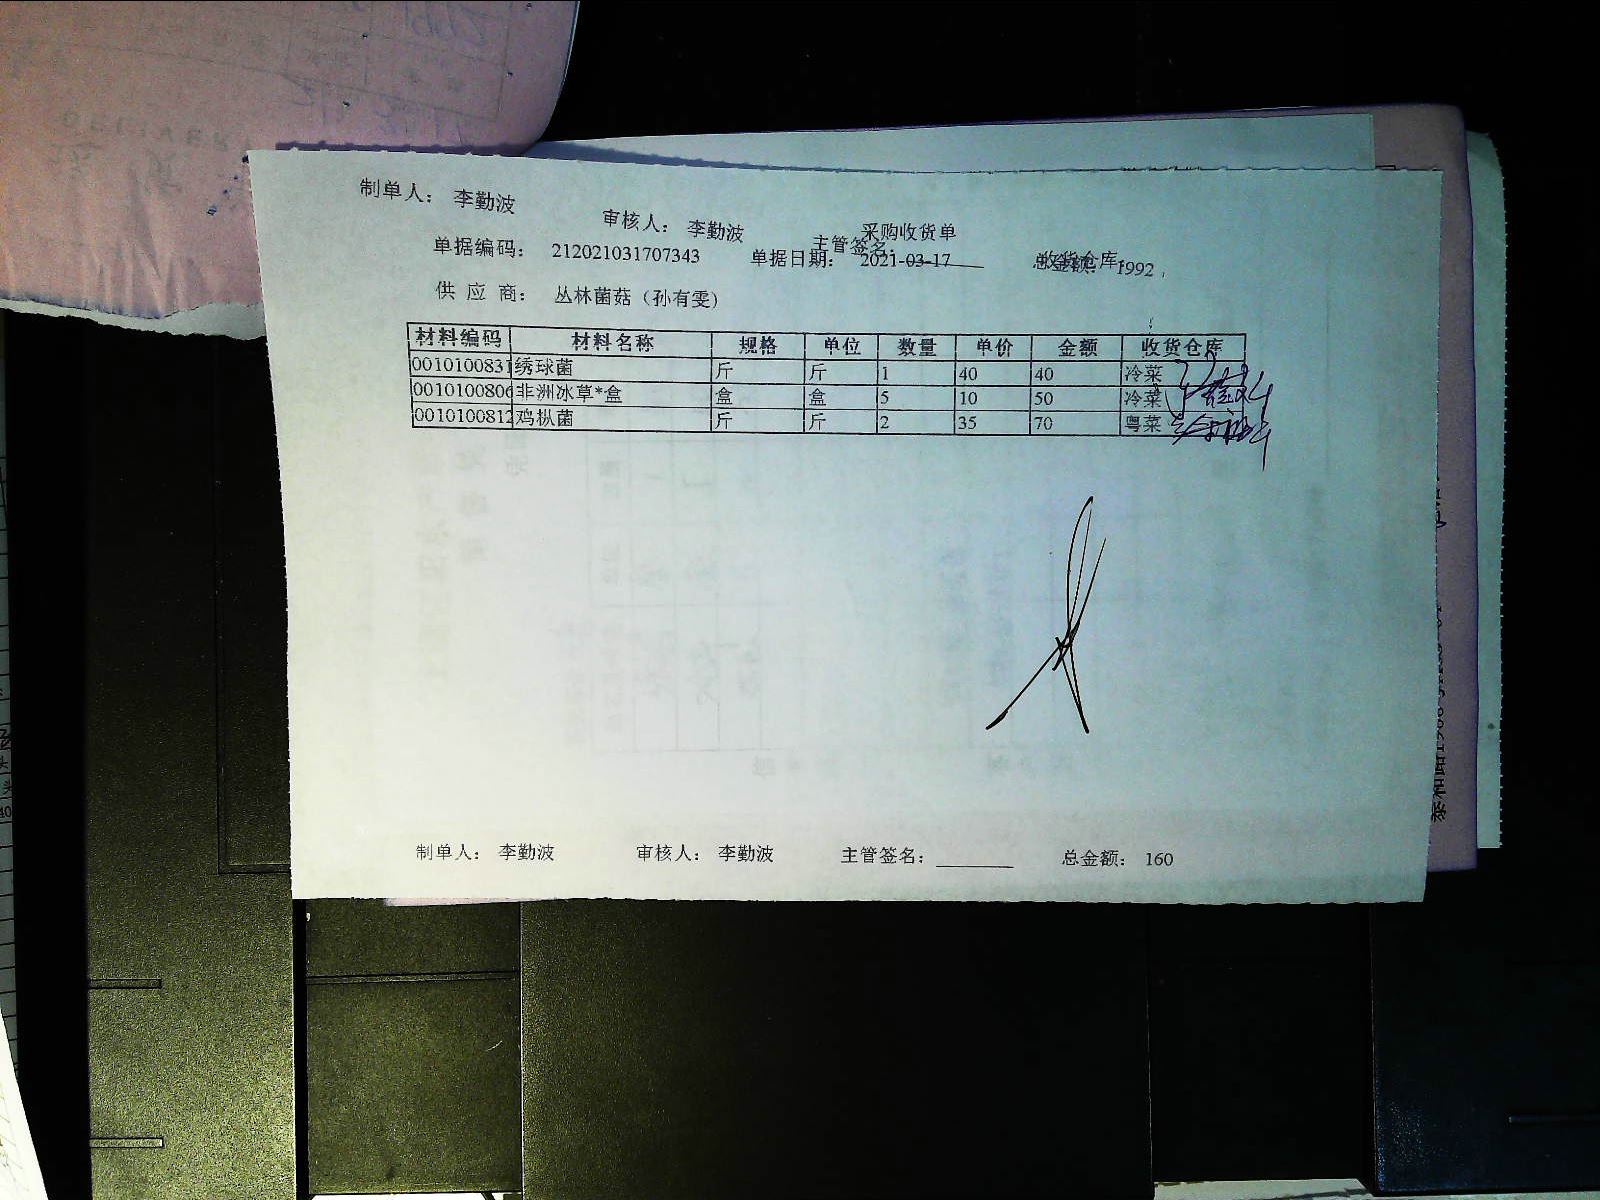 制单人： 李勤波 审核人： 李勤波 主管签名： 总金额： 1992
采购收货单
单据编码： 212021031707343 单据日期： 2021-03-17 收货仓库：
供 应 商： 丛林菌菇（孙有雯）
材料编码 材料名称 规格 单位 数量 单价 金额 收货仓库
0010100831 绣球菌 斤 斤 1 40 40 冷菜
0010100806 非洲冰草*盒 盒 盒 5 10 50 冷菜
0010100812 鸡枞菌 斤 斤 2 35 70 粤菜
制单人： 李勤波 审核人： 李勤波 主管签名： 总金额： 160